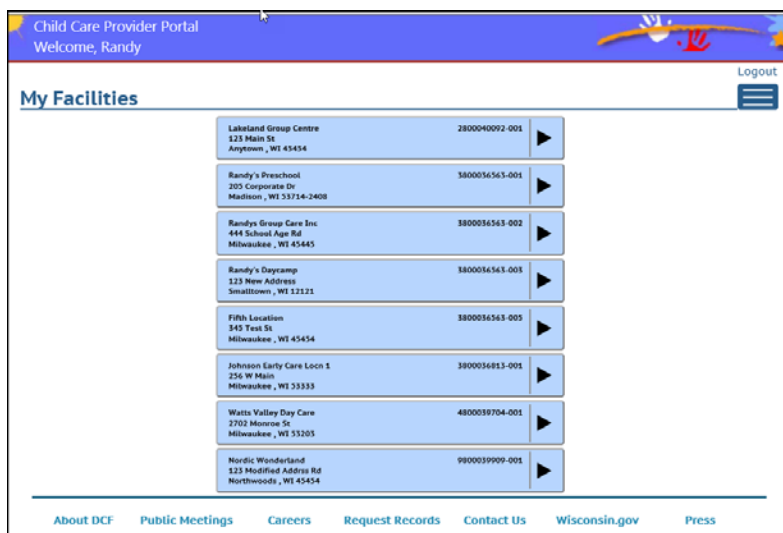 Child Care Provider Portal
Welcome, Randy
Logout
My Facilities
Lakeland Group Centre 2800040092-001
123 Main St
Anytown , WI 45454
Randy's Preschool 3800036563-001
205 Corporate Dr
Madison , WI 53714-2408
Randys Group Care Inc 3800036563-002
444 School Age Rd
Milwaukee , WI 45445
Randy's Daycamp 3800036563-003
123 New Address
Smalltown , WI 12121
Fifth Location 3800036563-005
345 Test St
Milwaukee , WI 45454
Johnson Early Care Locn 1 3800036813-001
256 W Main
Milwaukee , WI 53333
Watts Valley Day Care 4800039704-001
2702 Monroe St
Milwaukee , WI 53203
Nordic Wonderland 9800039909-001
123 Modified Addrss Rd
Northwoods , WI 45454
About DCF Public Meetings Careers Request Records Contact Us Wisconsin.gov Press